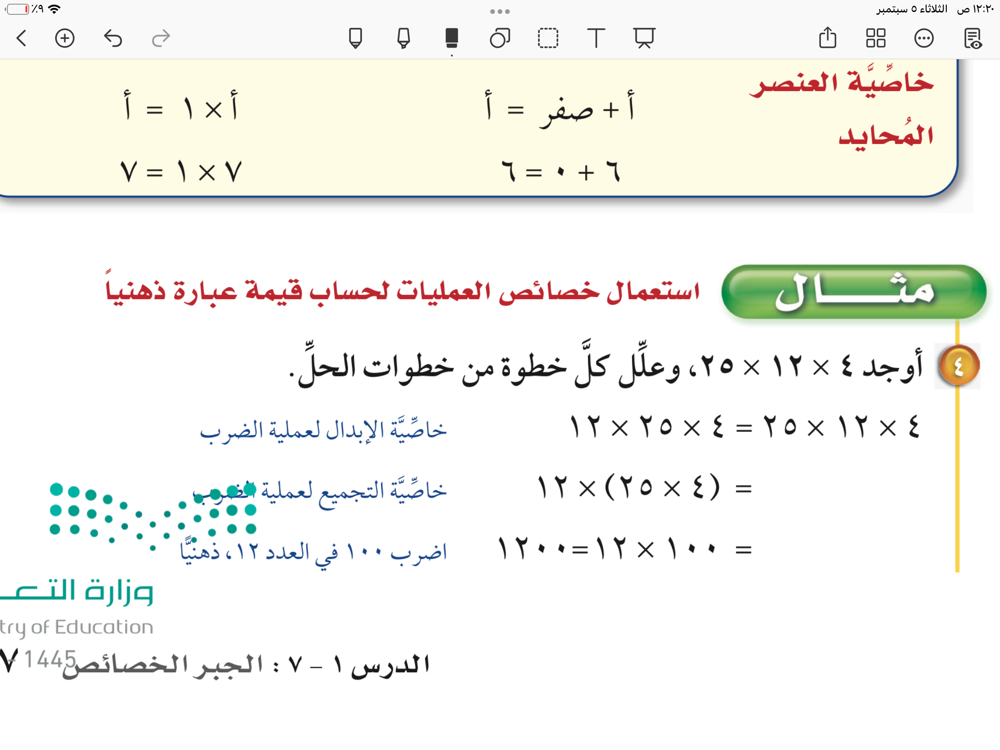 ١٢:٢٠ ص الثلاثاء ٥ سبتمبر
٪٩
خاصِّيَّة العنصر
المُحايد
أ + صفر = أ
أ × ١ = أ
٦ + ٠ = ٦
٧ × ١ = ٧
مثـــال استعمال خصائص العمليات لحساب قيمة عبارة ذهنياً
٤ أوجد ٤ × ١٢ × ٢٥، وعلِّل كلَّ خطوة من خطوات الحلِّ.
٤ × ١٢ × ٢٥ = ٤ × ٢٥ × ١٢ خاصِّيَّة الإبدال لعملية الضرب
= (٤ × ٢٥) × ١٢ خاصِّيَّة التجميع لعملية الضرب
= ١٠٠ × ١٢ = ١٢٠٠ اضرب ١٠٠ في العدد ١٢، ذهنيًّا
وزارة التعـ
try of Education
- 1445
الدرس ١ – ٧ : الجبر الخصائص ٧